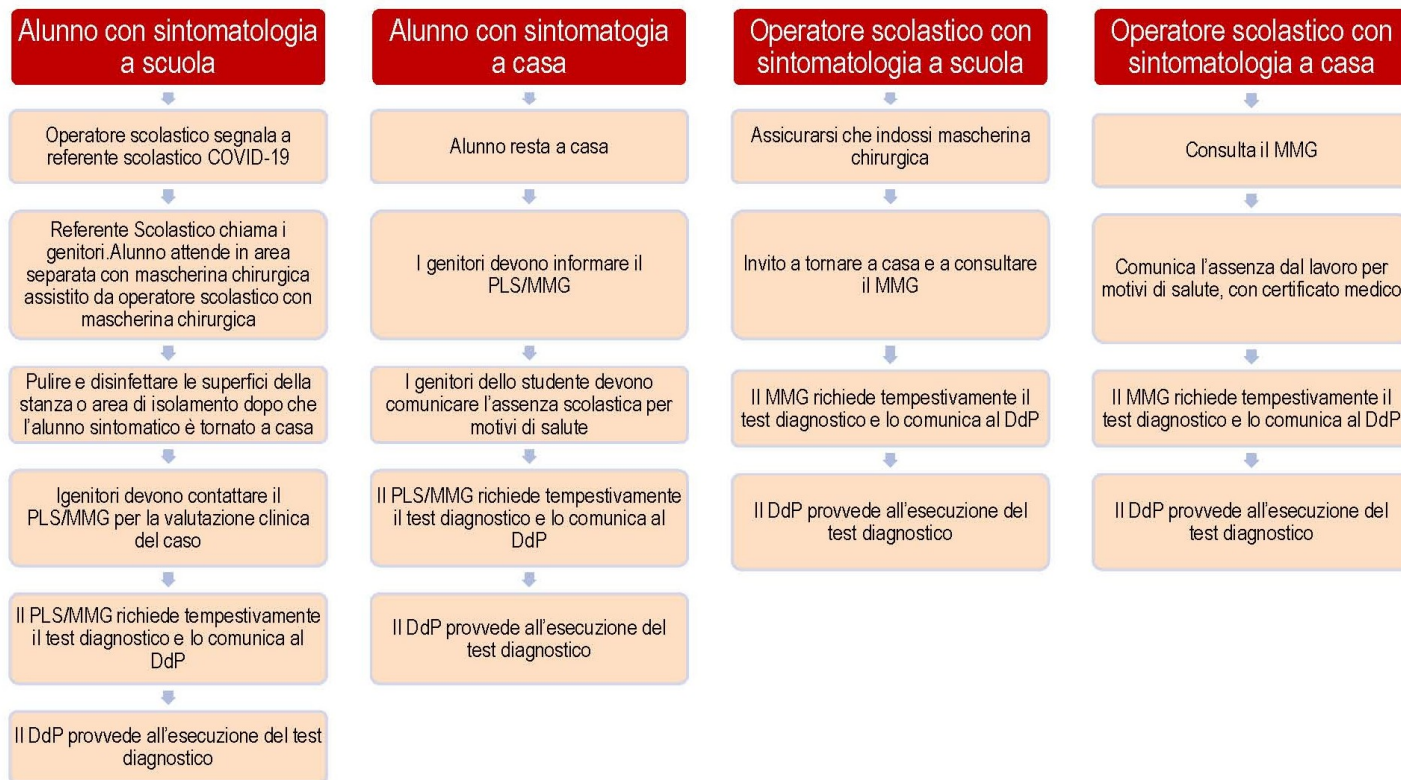 Alunno con sintomatologia
a scuola
Operatore scolastico segnala a
referente scolastico COVID-19
Referente Scolastico chiama i
genitori.Alunno attende in area
separata con mascherina chirurgica
assistito da operatore scolastico con
mascherina chirurgica
Pulire e disinfettare le superfici della
stanza o area di isolamento dopo che
l'alunno sintomatico è tornato a casa
Igenitori devono contattare il
PLS/MMG per la valutazione clinica
del caso
Il PLS/MMG richiede tempestivamente
il test diagnostico e lo comunica al
DdP
Il DdP provvede all'esecuzione del test
diagnostico
Alunno con sintomatogia
a casa
Alunno resta a casa
I genitori devono informare il
PLS/MMG
I genitori dello studente devono
comunicare l'assenza scolastica per
motivi di salute
Il PLS/MMG richiede tempestivamente
il test diagnostico e lo comunica al
DdP
Il DdP provvede all'esecuzione del
test diagnostico
Operatore scolastico con
sintomatologia a scuola
Assicurarsi che indossi mascherina
chirurgica
Invito a tornare a casa e a consultare
il MMG
Il MMG richiede tempestivamente il
test diagnostico e lo comunica al DdP
Il DdP provvede all'esecuzione del
test diagnostico
Operatore scolastico con
sintomatologia a casa
Consulta il MMG
Comunica l'assenza dal lavoro per
motivi di salute, con certificato medico
Il MMG richiede tempestivamente il
test diagnostico e lo comunica al DdP
Il DdP provvede all'esecuzione del
test diagnostico